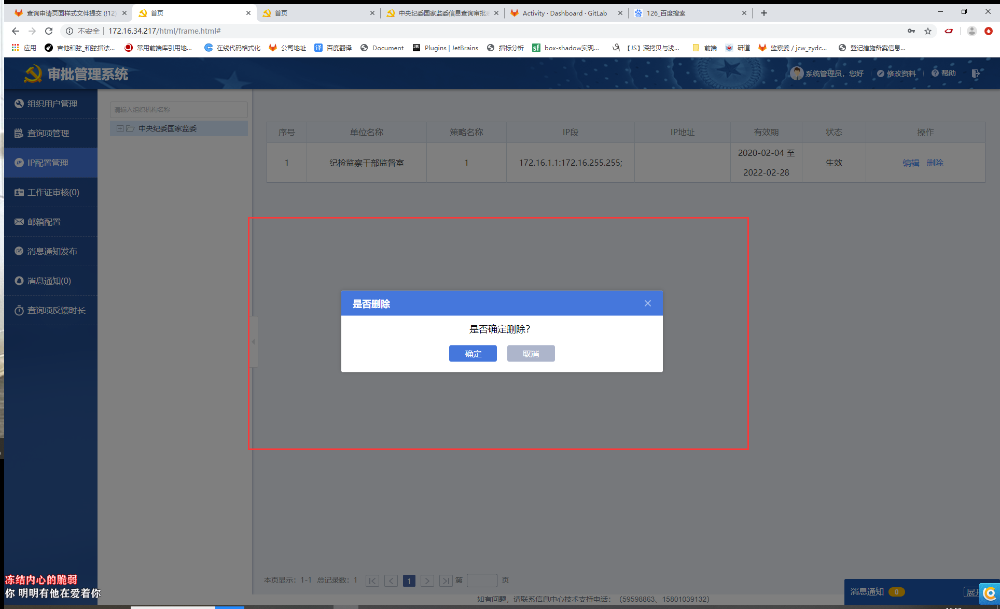 查询申请页面样式文件提交 (!12)
首页
首页
中央纪委国家监委信息查询审批系
Activity · Dashboard · GitLab
126_百度搜索
不安全
172.16.34.217/html/frame.html#
应用
吉他和弦_和弦指法...
常用前端库引用地...
在线代码格式化
公司地址
百度翻译
Document
Plugins | JetBrains
指标分析
box-shadow实现...
【JS】深拷贝与浅...
前端
研道
监察委 / jcw_zydc...
登记措施备案信息...
审批管理系统
系统管理员，您好
修改资料
帮助
组织用户管理
查询项管理
IP配置管理
工作证审核(0)
邮箱配置
消息通知发布
消息通知(0)
查询项反馈时长
请输入组织机构名称
中央纪委国家监委
序号 单位名称 策略名称 IP段 IP地址 有效期 状态 操作
1 纪检监察干部监督室 1 172.16.1.1:172.16.255.255; 2020-02-04 至 生效 编辑 删除
2022-02-28
是否删除
是否确定删除?
确定 取消
本页显示：1-1 总记录数：1 1 第 页
如有问题，请联系信息中心技术支持电话：（59598863、15801039132）
消息通知 0
冻结内心的脆弱
你 明明有他在爱着你